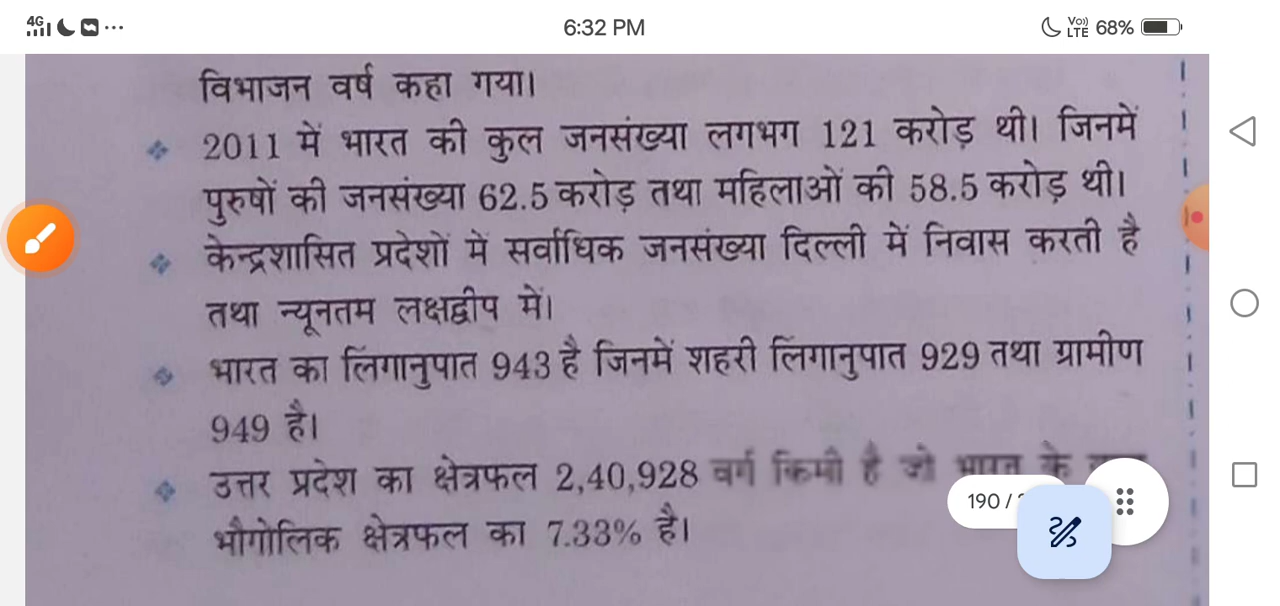 4G ... 6:32 PM Vo)) LTE 68%
विभाजन वर्ष कहा गया।
2011 में भारत की कुल जनसंख्या लगभग 121 करोड़ थी। जिनमें
पुरुषों की जनसंख्या 62.5 करोड़ तथा महिलाओं की 58.5 करोड़ थी।
केन्द्रशासित प्रदेशों में सर्वाधिक जनसंख्या दिल्ली में निवास करती है
तथा न्यूनतम लक्षद्वीप में।
भारत का लिंगानुपात 943 है जिनमें शहरी लिंगानुपात 929 तथा ग्रामीण
949 है।
उत्तर प्रदेश का क्षेत्रफल 2,40,928 वर्ग किमी है जो भारत के
190 /
भौगोलिक क्षेत्रफल का 7.33% है।